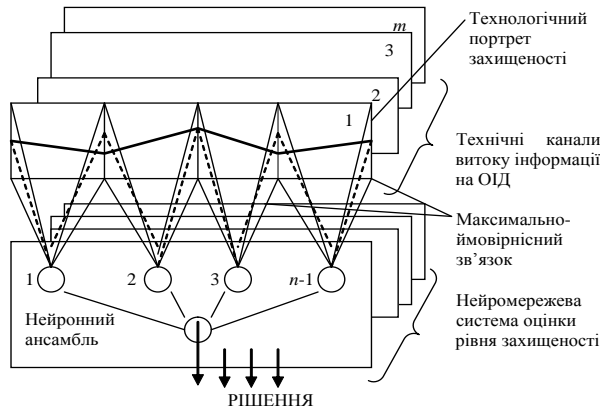 m
3
2
1
Технологічний
портрет
захищеності
Технічні канали
витоку інформації
на ОІД
Максимально-
ймовірнісний
зв’язок
1
2
3
n-1
Нейронний
ансамбль
Нейромережева
система оцінки
рівня захищеності
РІШЕННЯ